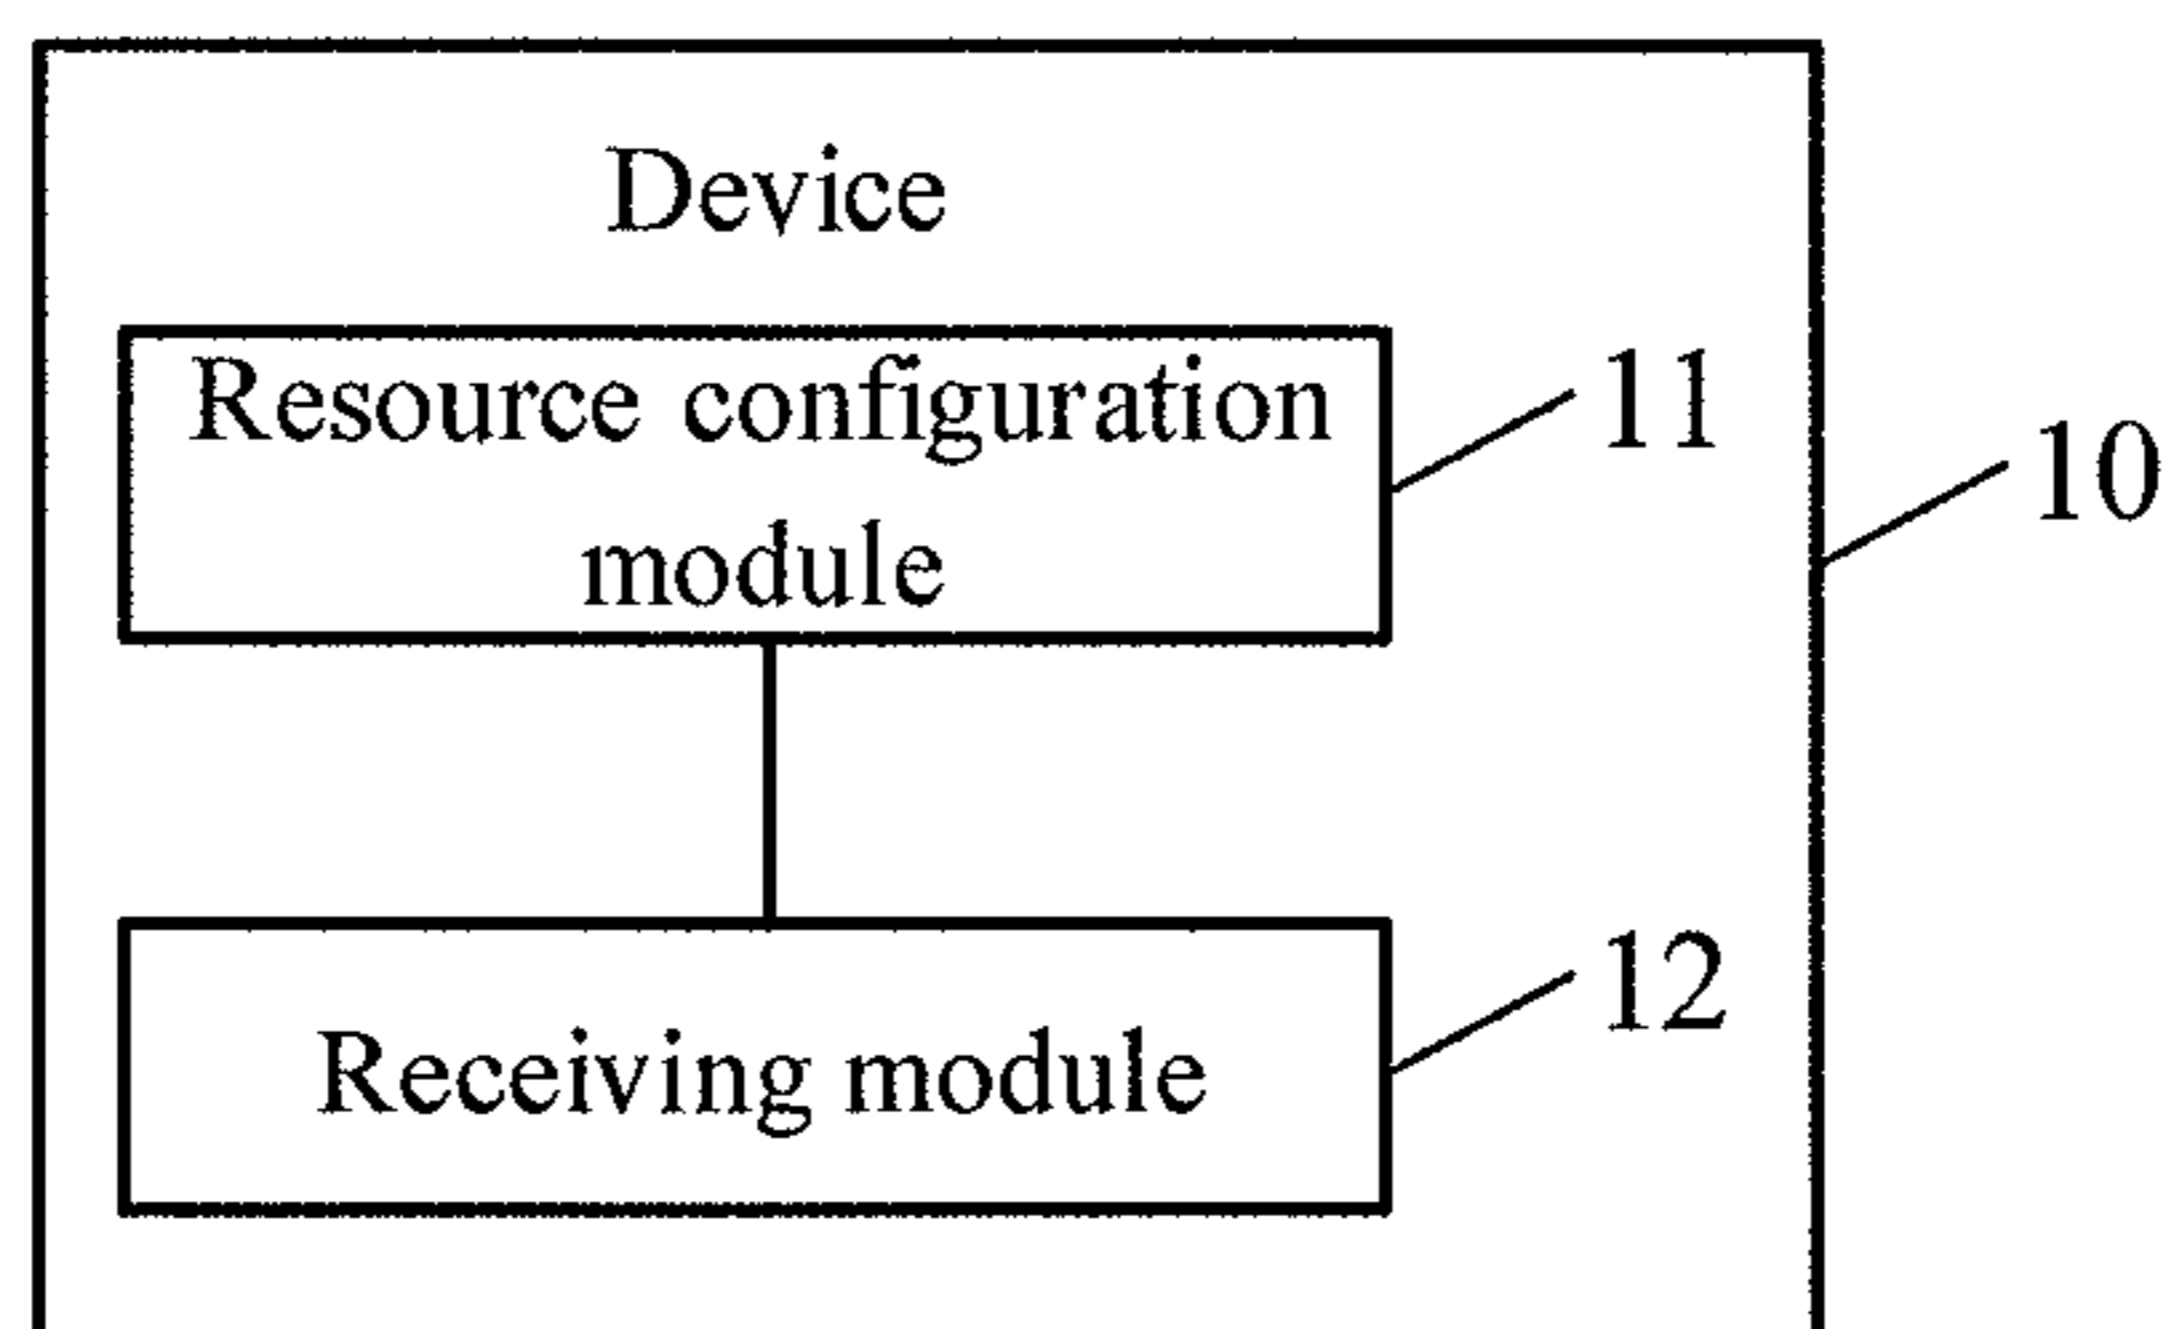 Device
Resource configuration
module
11
10
Receiving module
12